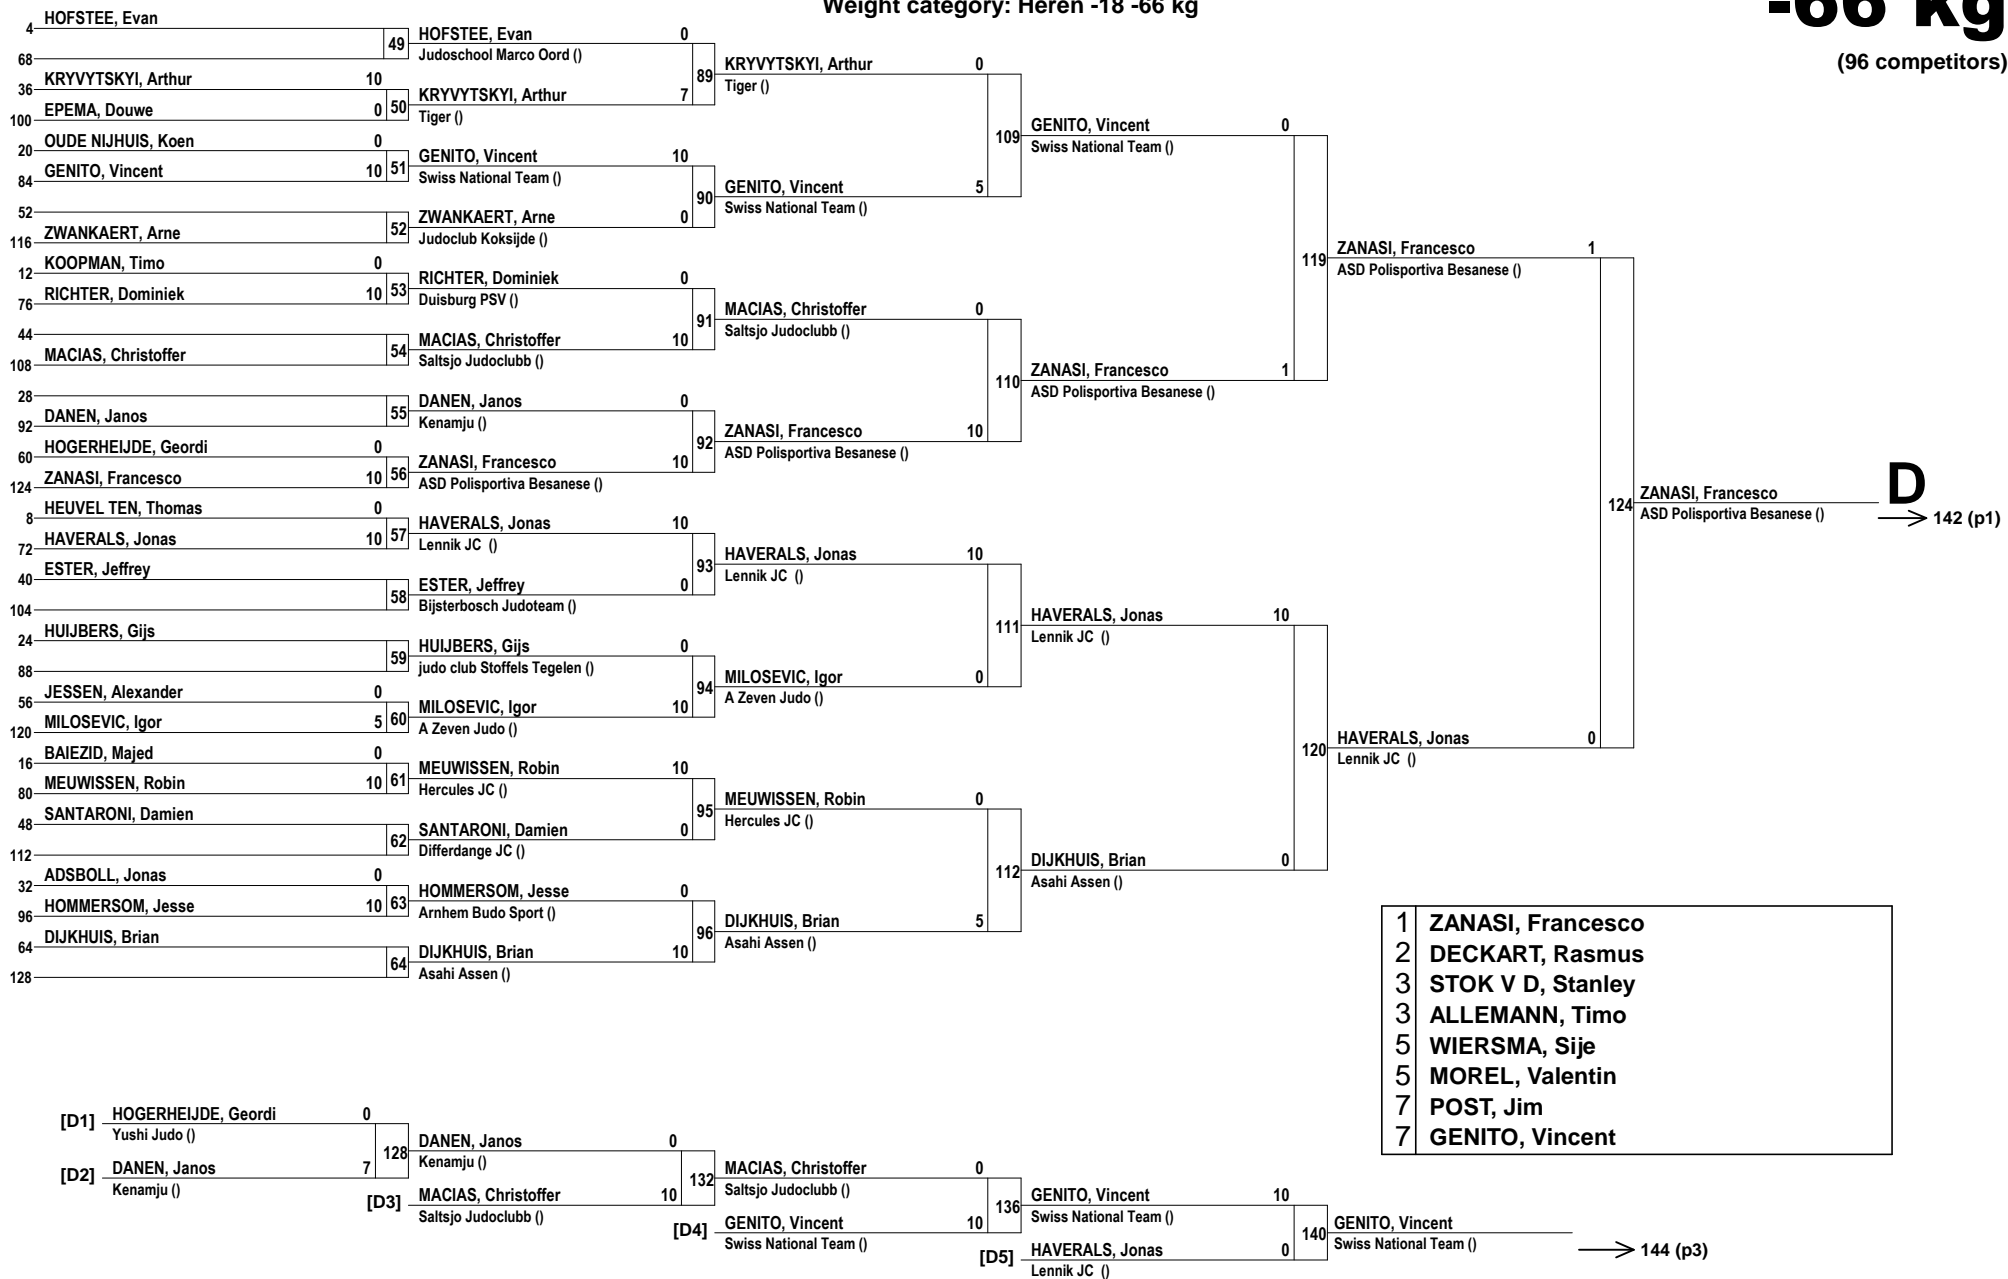 Weight category: Heren -18 -66 kg
-66 kg
(96 competitors)
4 HOFSTEE, Evan
68
49
36 KRYVYTSKYI, Arthur 10
100 EPEMA, Douwe 0
50
20 OUDE NIJHUIS, Koen 0
84 GENITO, Vincent 10
51
52
116 ZWANKAERT, Arne
52
12 KOOPMAN, Timo 0
76 RICHTER, Dominiek 10
53
44
108 MACIAS, Christoffer
54
28
92 DANEN, Janos
55
60 HOGERHEIJDE, Geordi 0
124 ZANASI, Francesco 10
56
8 HEUVEL TEN, Thomas 0
72 HAVERALS, Jonas 10
57
40 ESTER, Jeffrey
104
58
24 HUIJBERS, Gijs
88
59
56 JESSEN, Alexander 0
120 MILOSEVIC, Igor 5
60
16 BAIEZID, Majed 0
80 MEUWISSEN, Robin 10
61
48 SANTARONI, Damien
112
62
32 ADSBOLL, Jonas 0
96 HOMMERSOM, Jesse 10
63
64 DIJKHUIS, Brian
128
64
HOFSTEE, Evan 0
Judoschool Marco Oord ()
89
KRYVYTSKYI, Arthur 7
Tiger ()
GENITO, Vincent 10
Swiss National Team ()
90
ZWANKAERT, Arne 0
Judoclub Koksijde ()
RICHTER, Dominiek 0
Duisburg PSV ()
91
MACIAS, Christoffer 10
Saltsjo Judoclubb ()
DANEN, Janos 0
Kenamju ()
92
ZANASI, Francesco 10
ASD Polisportiva Besanese ()
HAVERALS, Jonas 10
Lennik JC ()
93
ESTER, Jeffrey 0
Bijsterbosch Judoteam ()
HUIJBERS, Gijs 0
judo club Stoffels Tegelen ()
94
MILOSEVIC, Igor 10
A Zeven Judo ()
MEUWISSEN, Robin 10
Hercules JC ()
95
SANTARONI, Damien 0
Differdange JC ()
HOMMERSOM, Jesse 0
Arnhem Budo Sport ()
96
DIJKHUIS, Brian 10
Asahi Assen ()
KRYVYTSKYI, Arthur 0
Tiger ()
109
GENITO, Vincent 5
Swiss National Team ()
MACIAS, Christoffer 0
Saltsjo Judoclubb ()
110
ZANASI, Francesco 10
ASD Polisportiva Besanese ()
HAVERALS, Jonas 10
Lennik JC ()
111
MILOSEVIC, Igor 0
A Zeven Judo ()
MEUWISSEN, Robin 0
Hercules JC ()
112
DIJKHUIS, Brian 5
Asahi Assen ()
GENITO, Vincent 0
Swiss National Team ()
119
ZANASI, Francesco 1
ASD Polisportiva Besanese ()
HAVERALS, Jonas 10
Lennik JC ()
120
DIJKHUIS, Brian 0
Asahi Assen ()
ZANASI, Francesco 1
ASD Polisportiva Besanese ()
124
HAVERALS, Jonas 0
Lennik JC ()
ZANASI, Francesco
ASD Polisportiva Besanese ()
D
142 (p1)
1 ZANASI, Francesco
2 DECKART, Rasmus
3 STOK V D, Stanley
3 ALLEMANN, Timo
5 WIERSMA, Sije
5 MOREL, Valentin
7 POST, Jim
7 GENITO, Vincent
[D1] HOGERHEIJDE, Geordi 0
Yushi Judo ()
128
[D2] DANEN, Janos 7
Kenamju ()
DANEN, Janos 0
Kenamju ()
132
[D3] MACIAS, Christoffer 10
Saltsjo Judoclubb ()
MACIAS, Christoffer 0
Saltsjo Judoclubb ()
136
[D4] GENITO, Vincent 10
Swiss National Team ()
GENITO, Vincent 10
Swiss National Team ()
140
[D5] HAVERALS, Jonas 0
Lennik JC ()
GENITO, Vincent
Swiss National Team ()
144 (p3)